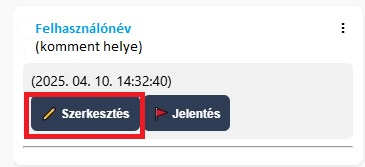 Felhasználónév
(komment helye)
(2025. 04. 10. 14:32:40)
Szerkesztés Jelentés